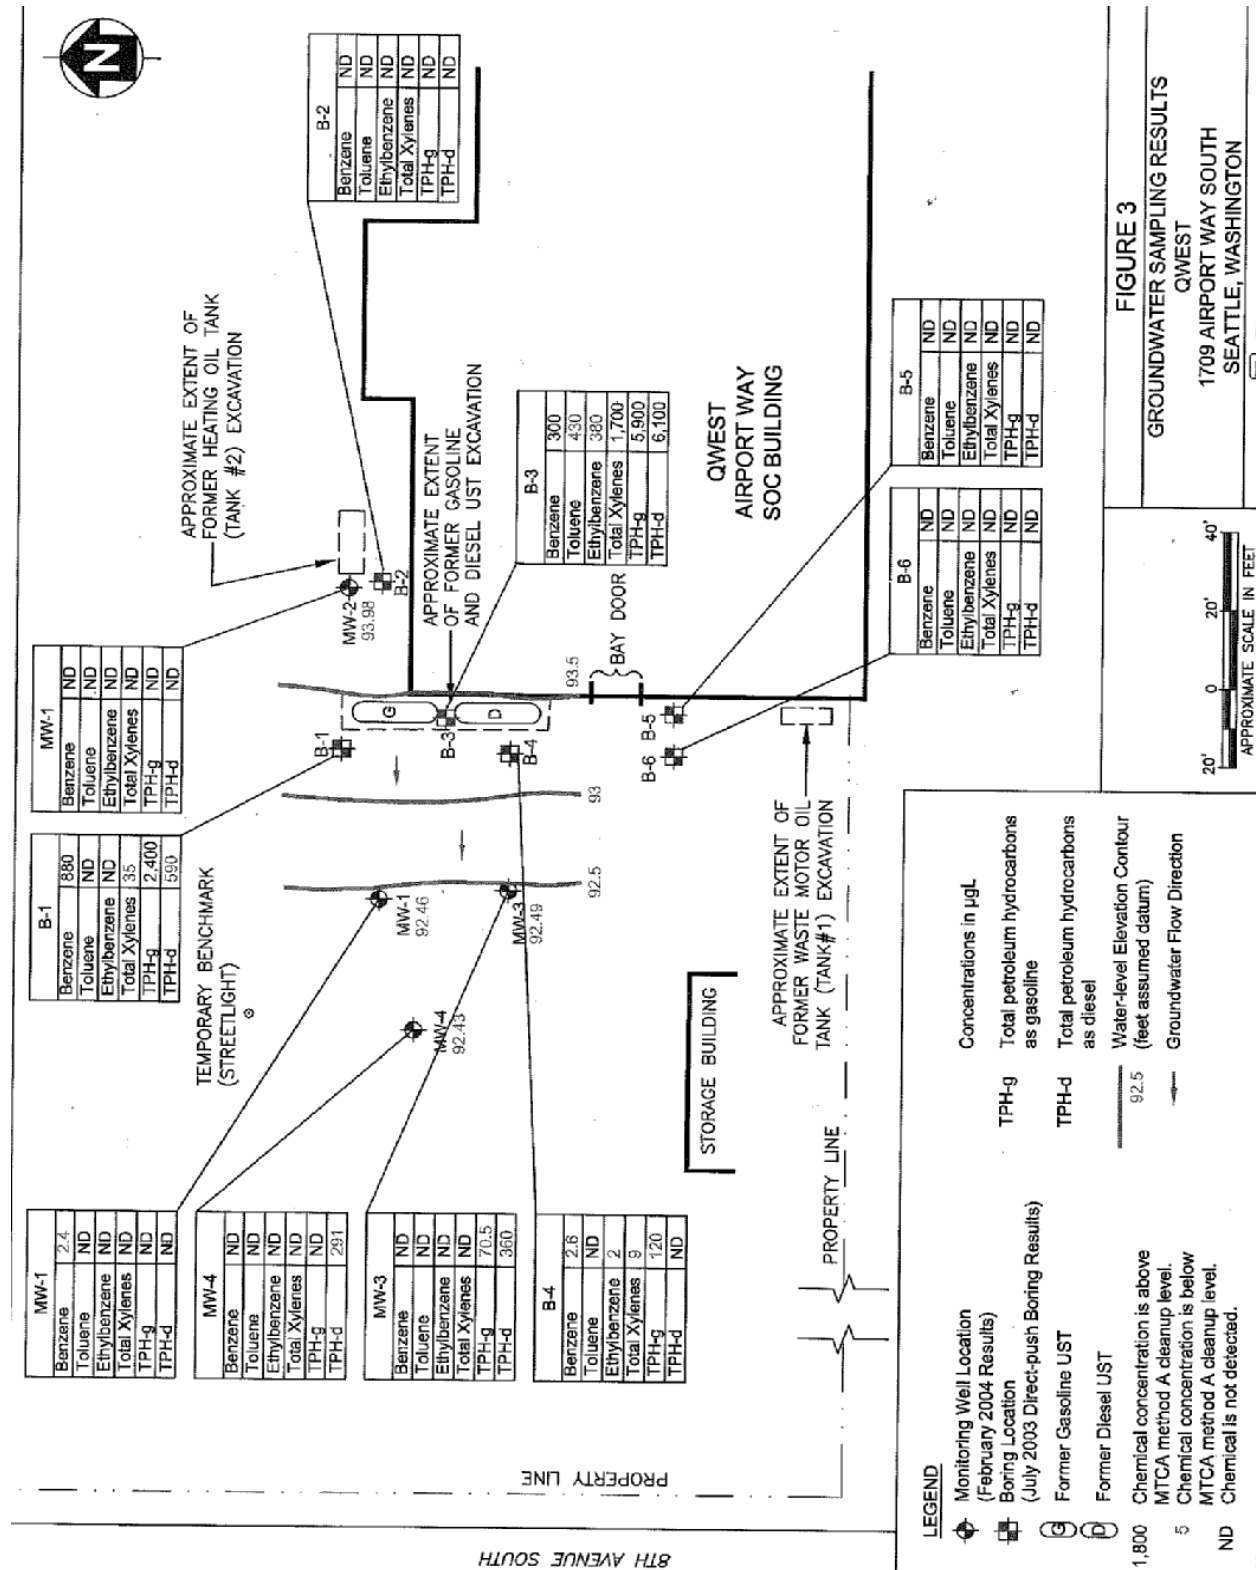 N
B-2
Benzene ND
Toluene ND
Ethylbenzene ND
Total Xylenes ND
TPH-g ND
TPH-d ND
APPROXIMATE EXTENT OF
FORMER HEATING OIL TANK
(TANK #2) EXCAVATION
MW-1
Benzene ND
Toluene ND
Ethylbenzene ND
Total Xylenes ND
TPH-g ND
TPH-d ND
B-1
Benzene 880
Toluene ND
Ethylbenzene ND
Total Xylenes 35
TPH-g 2,400
TPH-d 590
TEMPORARY BENCHMARK
(STREETLIGHT)
MW-1
Benzene 2.4
Toluene ND
Ethylbenzene ND
Total Xylenes ND
TPH-g ND
TPH-d ND
MW-4
Benzene ND
Toluene ND
Ethylbenzene ND
Total Xylenes ND
TPH-g ND
TPH-d 291
MW-3
Benzene ND
Toluene ND
Ethylbenzene ND
Total Xylenes ND
TPH-g 70.5
TPH-d 360
B-4
Benzene 2.6
Toluene ND
Ethylbenzene 2
Total Xylenes 9
TPH-g 120
TPH-d ND
MW-2
93.98
B-2
APPROXIMATE EXTENT
OF FORMER GASOLINE
AND DIESEL UST EXCAVATION
B-3
Benzene 300
Toluene 430
Ethylbenzene 380
Total Xylenes 1,700
TPH-g 5,900
TPH-d 6,100
B-1
G
B-3
D
B-4
93.5
93
92.5
MW-1
92.46
MW-3
92.49
MW-4
92.43
BAY DOOR
B-5
B-6
QWEST
AIRPORT WAY
SOC BUILDING
B-5
Benzene ND
Toluene ND
Ethylbenzene ND
Total Xylenes ND
TPH-g ND
TPH-d ND
B-6
Benzene ND
Toluene ND
Ethylbenzene ND
Total Xylenes ND
TPH-g ND
TPH-d ND
STORAGE BUILDING
APPROXIMATE EXTENT OF
FORMER WASTE MOTOR OIL
TANK (TANK#1) EXCAVATION
PROPERTY LINE
PROPERTY LINE
8TH AVENUE SOUTH
LEGEND
Monitoring Well Location
(February 2004 Results)
Boring Location
(July 2003 Direct-push Boring Results)
G Former Gasoline UST
D Former Diesel UST
1,800 Chemical concentration is above
MTCA method A cleanup level.
5 Chemical concentration is below
MTCA method A cleanup level.
ND Chemical is not detected.
Concentrations in µgL
TPH-g Total petroleum hydrocarbons
as gasoline
TPH-d Total petroleum hydrocarbons
as diesel
92.5 Water-level Elevation Contour
(feet assumed datum)
Groundwater Flow Direction
20' 0 20' 40'
APPROXIMATE SCALE IN FEET
FIGURE 3
GROUNDWATER SAMPLING RESULTS
QWEST
1709 AIRPORT WAY SOUTH
SEATTLE, WASHINGTON